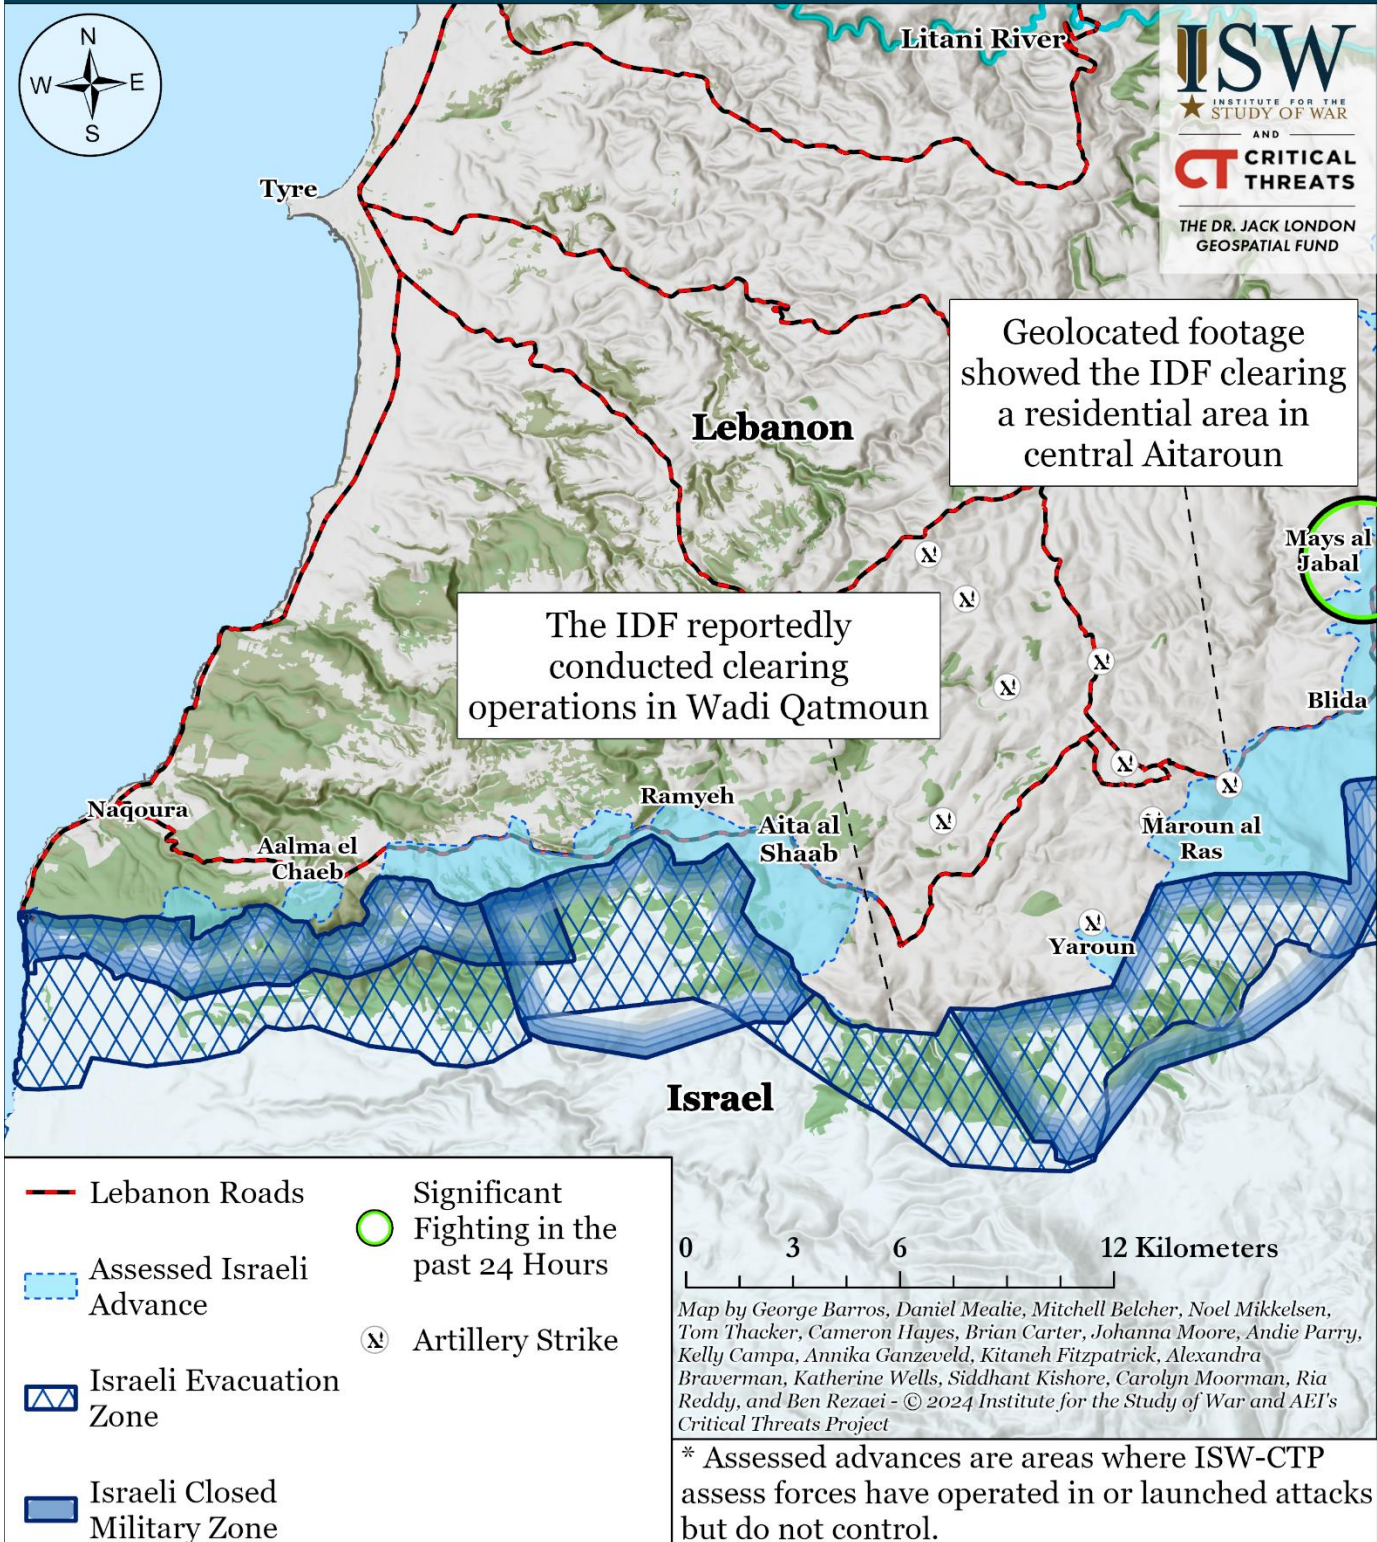 N
W
E
S
Litani River
ISW
INSTITUTE FOR THE
STUDY OF WAR
AND
CT CRITICAL
THREATS
THE DR. JACK LONDON
GEOSPATIAL FUND
Tyre
Geolocated footage
showed the IDF clearing
a residential area in
central Aitaroun
Lebanon
Mays al
Jabal
The IDF reportedly
conducted clearing
operations in Wadi Qatmoun
Blida
Naqoura
Ramyeh
Aita al
Shaab
Aalma el
Chaeb
Maroun al
Ras
Yaroun
Israel
Lebanon Roads
Assessed Israeli
Advance
Israeli Evacuation
Zone
Israeli Closed
Military Zone
Significant
Fighting in the
past 24 Hours
Artillery Strike
0 3 6 12 Kilometers
Map by George Barros, Daniel Mealie, Mitchell Belcher, Noel Mikkelsen,
Tom Thacker, Cameron Hayes, Brian Carter, Johanna Moore, Andie Parry,
Kelly Campa, Annika Ganzeveld, Kitaneh Fitzpatrick, Alexandra
Braverman, Katherine Wells, Siddhant Kishore, Carolyn Moorman, Ria
Reddy, and Ben Rezaei - © 2024 Institute for the Study of War and AEI's
Critical Threats Project
* Assessed advances are areas where ISW-CTP
assess forces have operated in or launched attacks
but do not control.